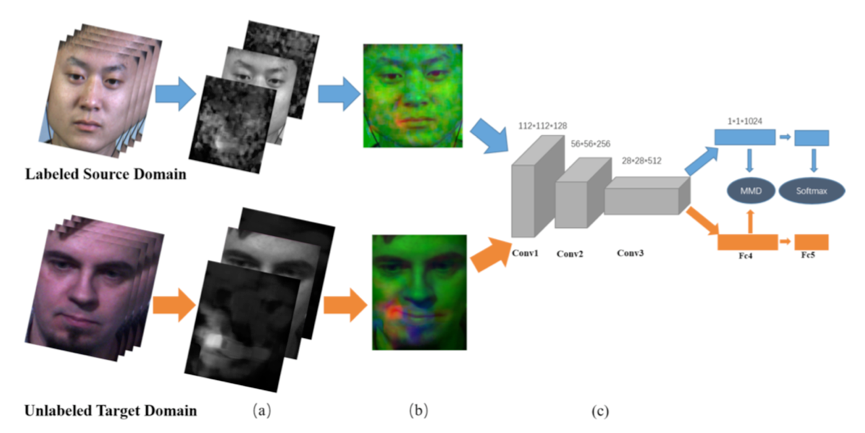 Labeled Source Domain
112*112*128
56*56*256
28*28*512
1*1*1024
MMD
Softmax
Conv1
Conv2
Conv3
Fc4
Fc5
Unlabeled Target Domain
(a)
(b)
(c)